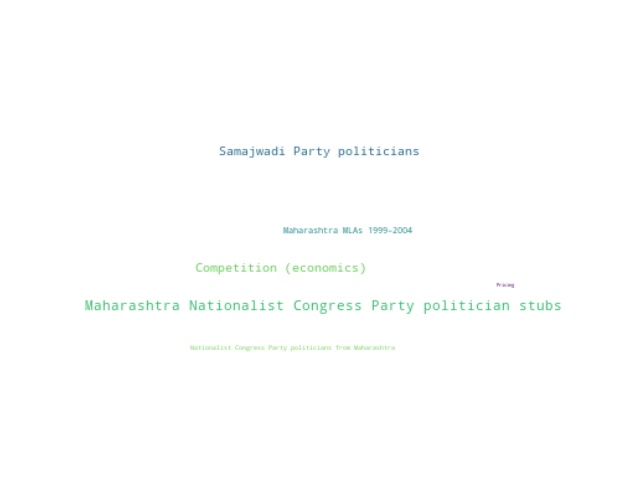 Samajwadi Party politicians
Maharashtra MLAs 1999–2004
Competition (economics)
Pricing
Maharashtra Nationalist Congress Party politician stubs
Nationalist Congress Party politicians from Maharashtra